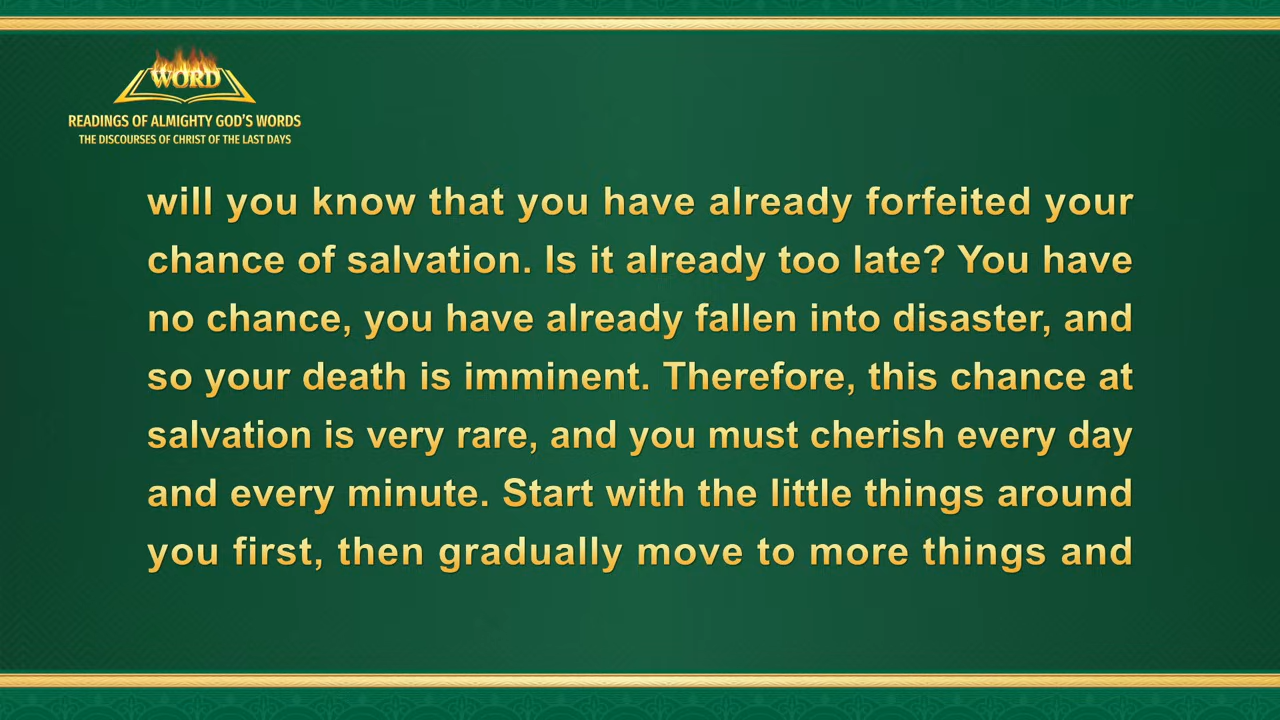 WORD
READINGS OF ALMIGHTY GOD'S WORDS
THE DISCOURSES OF CHRIST OF THE LAST DAYS
will you know that you have already forfeited your
chance of salvation. Is it already too late? You have
no chance, you have already fallen into disaster, and
so your death is imminent. Therefore, this chance at
salvation is very rare, and you must cherish every day
and every minute. Start with the little things around
you first, then gradually move to more things and